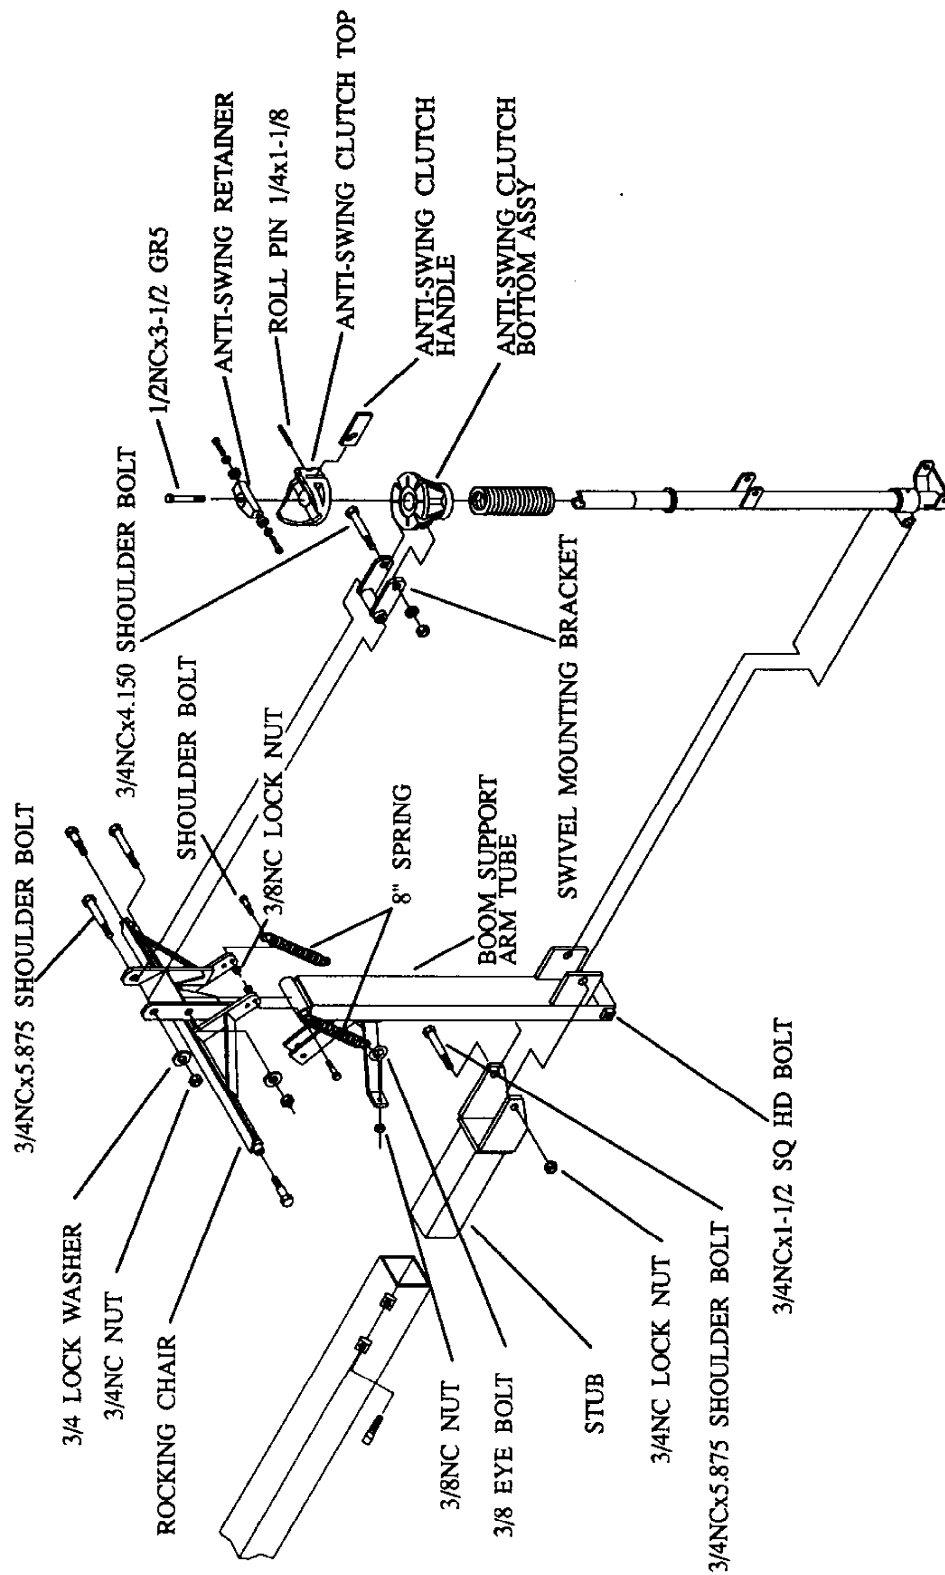 3/4NCx5.875 SHOULDER BOLT
3/4 LOCK WASHER
3/4NC NUT
ROCKING CHAIR
3/4NCx4.150 SHOULDER BOLT
SHOULDER BOLT
3/8NC LOCK NUT
8" SPRING
BOOM SUPPORT
ARM TUBE
1/2NCx3-1/2 GR5
ANTI-SWING RETAINER
ROLL PIN 1/4x1-1/8
ANTI-SWING CLUTCH TOP
ANTI-SWING CLUTCH
HANDLE
ANTI-SWING CLUTCH
BOTTOM ASSY
SWIVEL MOUNTING BRACKET
3/8NC NUT
3/8 EYE BOLT
STUB
3/4NC LOCK NUT
3/4NCx5.875 SHOULDER BOLT
3/4NCx1-1/2 SQ HD BOLT